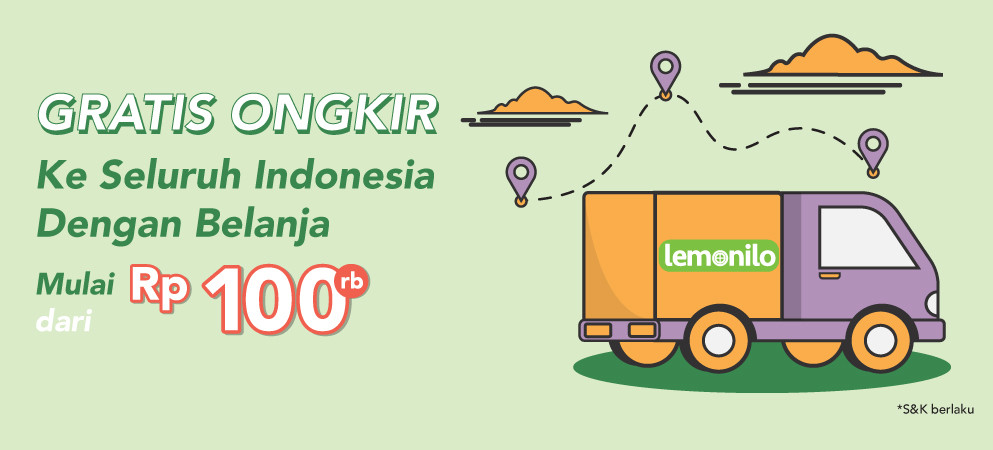 GRATIS ONGKIR
Ke Seluruh Indonesia
Dengan Belanja
Mulai
dari
Rp 100rb
lemonilo
*S&K berlaku